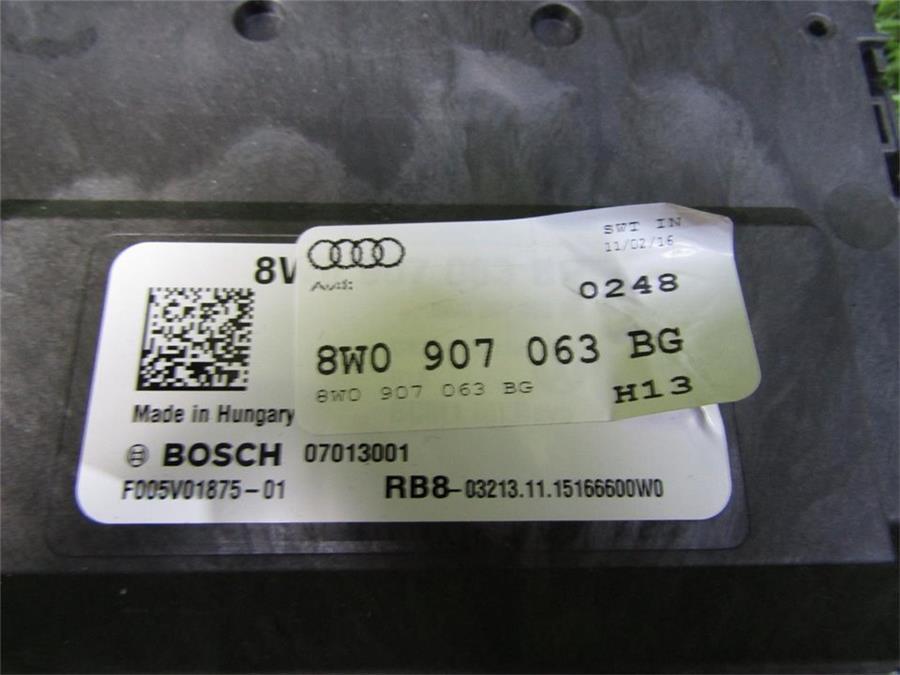 SWT IN
11/02/16
Audi
0248
8W0 907 063 BG
8W0 907 063 BG
H13
Made in Hungary
BOSCH 07013001
F005V01875-01
RB8-03213.11.15166600W0